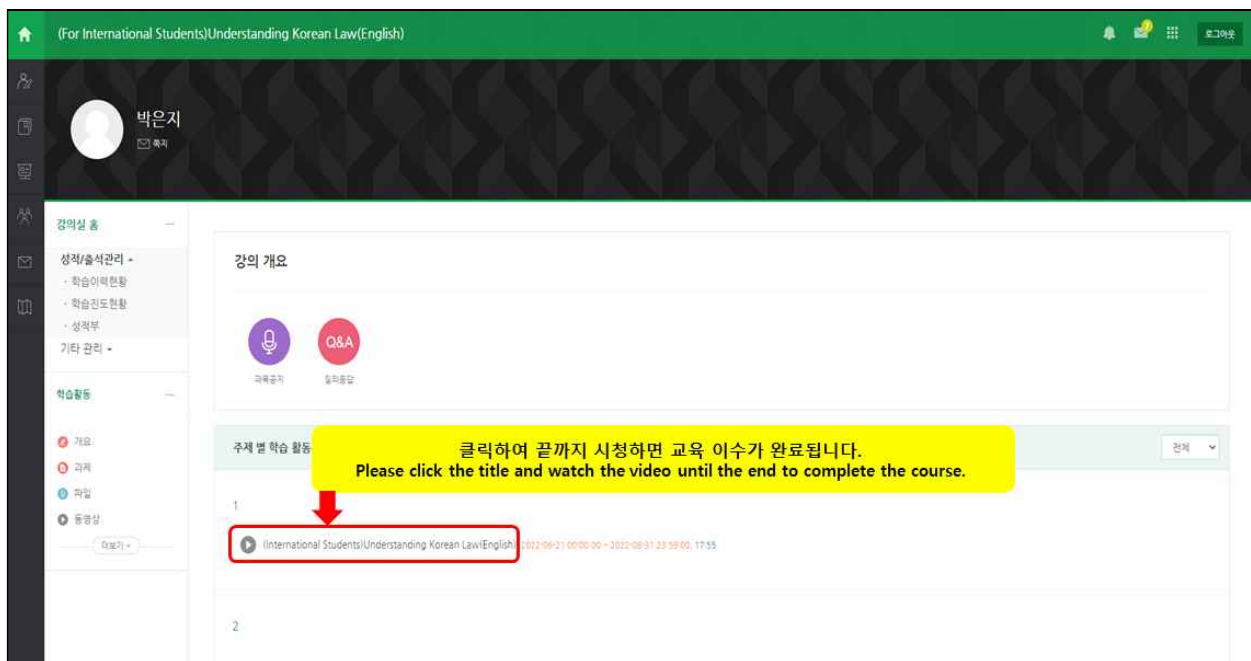 (For International Students)Understanding Korean Law(English)
로그아웃
박은지
쪽지
강의실 홈
성적/출석관리
· 학습이력현황
· 학습진도현황
· 성적부
기타 관리
학습활동
개요
과제
파일
동영상
더보기
강의 개요
Q&A
과목공지
질의응답
주제 별 학습 활동
전체
클릭하여 끝까지 시청하면 교육 이수가 완료됩니다.
Please click the title and watch the video until the end to complete the course.
1
(International Students)Understanding Korean Law(English) 00:00:00 ~ 23:59:00, 17:55
2